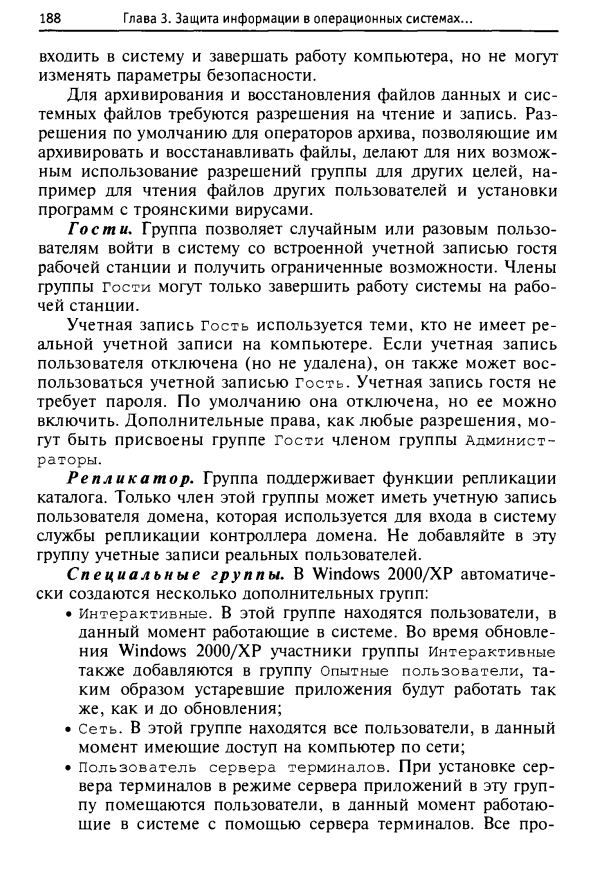 188 Глава 3. Защита информации в операционных системах...
входить в систему и завершать работу компьютера, но не могут
изменять параметры безопасности.
Для архивирования и восстановления файлов данных и сис-
темных файлов требуются разрешения на чтение и запись. Раз-
решения по умолчанию для операторов архива, позволяющие им
архивировать и восстанавливать файлы, делают для них возмож-
ным использование разрешений группы для других целей, на-
пример для чтения файлов других пользователей и установки
программ с троянскими вирусами.
Гости. Группа позволяет случайным или разовым пользо-
вателям войти в систему со встроенной учетной записью гостя
рабочей станции и получить ограниченные возможности. Члены
группы Гости могут только завершить работу системы на рабо-
чей станции.
Учетная запись Гость используется теми, кто не имеет ре-
альной учетной записи на компьютере. Если учетная запись
пользователя отключена (но не удалена), он также может вос-
пользоваться учетной записью Гость. Учетная запись гостя не
требует пароля. По умолчанию она отключена, но ее можно
включить. Дополнительные права, как любые разрешения, мо-
гут быть присвоены группе Гости членом группы Админист-
раторы.
Репликатор. Группа поддерживает функции репликации
каталога. Только член этой группы может иметь учетную запись
пользователя домена, которая используется для входа в систему
службы репликации контроллера домена. Не добавляйте в эту
группу учетные записи реальных пользователей.
Специальные группы. В Windows 2000/XP автоматиче-
ски создаются несколько дополнительных групп:
• Интерактивные. В этой группе находятся пользователи, в
данный момент работающие в системе. Во время обновле-
ния Windows 2000/XP участники группы Интерактивные
также добавляются в группу Опытные пользователи, та-
ким образом устаревшие приложения будут работать так
же, как и до обновления;
• Сеть. В этой группе находятся все пользователи, в данный
момент имеющие доступ на компьютер по сети;
• Пользователь сервера терминалов. При установке сер-
вера терминалов в режиме сервера приложений в эту груп-
пу помещаются пользователи, в данный момент работаю-
щие в системе с помощью сервера терминалов. Все про-